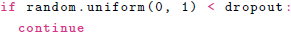 if random.uniform(0, 1) < dropout:
  continue